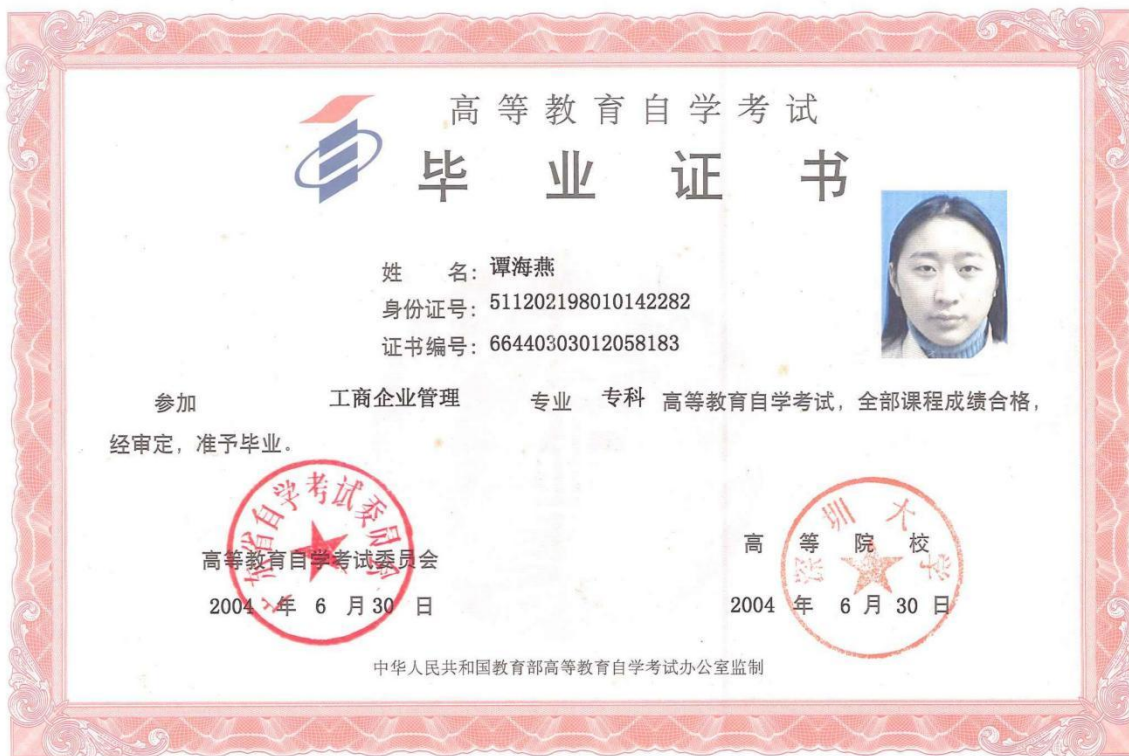 高等教育自学考试
毕业证书
姓 名：谭海燕
身份证号：511202198010142282
证书编号：66440303012058183
参加 工商企业管理 专业 专科 高等教育自学考试，全部课程成绩合格，
经审定，准予毕业。
广东省自学考试委员会
高等教育自学考试委员会
2004 年 6 月 30 日
深圳大学
高等院校
2004 年 6 月 30 日
中华人民共和国教育部高等教育自学考试办公室监制